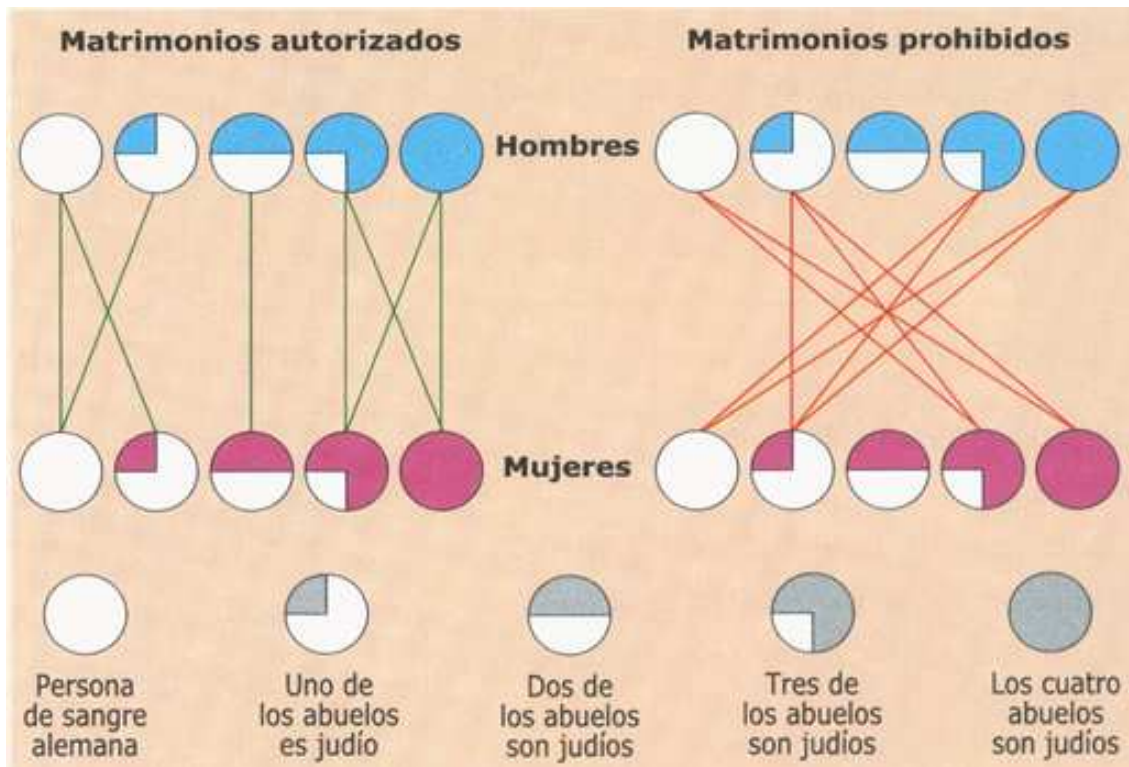 Matrimonios autorizados
Matrimonios prohibidos
Hombres
Mujeres
Persona
de sangre
alemana
Uno de
los abuelos
es judío
Dos de
los abuelos
son judíos
Tres de
los abuelos
son judíos
Los cuatro
abuelos
son judíos